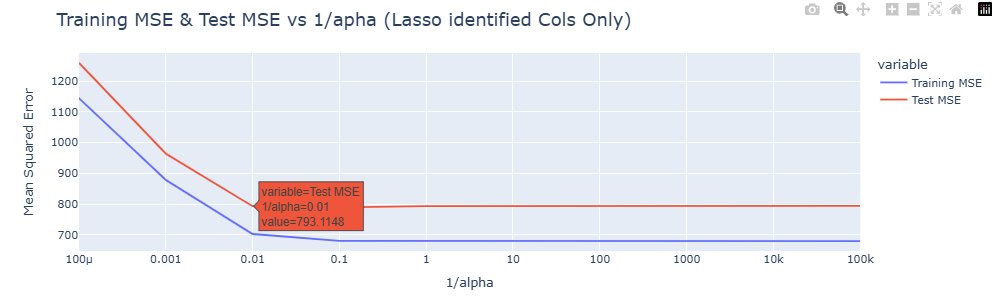 Training MSE & Test MSE vs 1/apha (Lasso identified Cols Only)
variable
Training MSE
Test MSE
Mean Squared Error
1200
1100
1000
900
800
700
variable=Test MSE
1/alpha=0.01
value=793.1148
100μ
0.001
0.01
0.1
1
10
100
1000
10k
100k
1/alpha